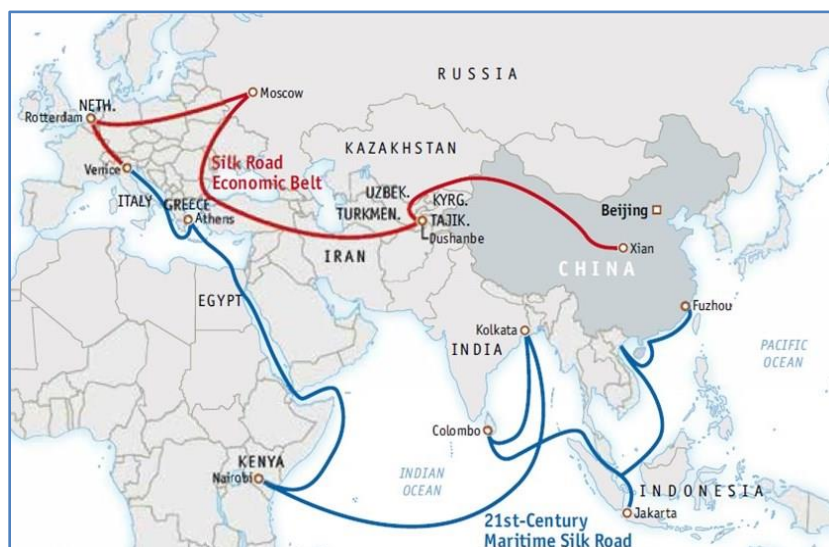 RUSSIA
Moscow
NETH.
Rotterdam
KAZAKHSTAN
Silk Road
Economic Belt
Venice
UZBEK.
KYRG.
ITALY
GREECE
Athens
TURKMEN.
TAJIK.
Dushanbe
Beijing
Xian
IRAN
CHINA
EGYPT
Fuzhou
Kolkata
INDIA
PACIFIC
OCEAN
Colombo
KENYA
Nairobi
INDIAN
OCEAN
INDONESIA
Jakarta
21st-Century
Maritime Silk Road